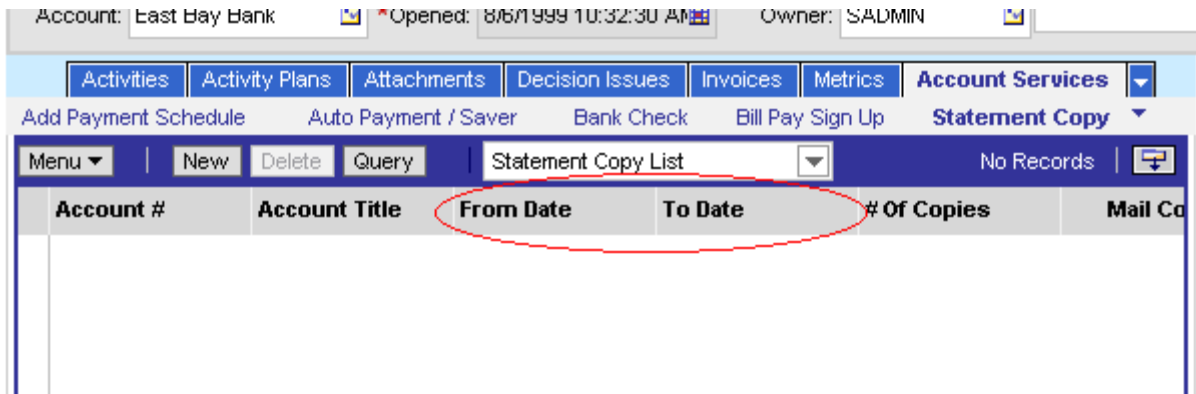 Account: East Bay Bank *Opened: 8/6/1999 10:32:30 AM Owner: SADMIN
Activities Activity Plans Attachments Decision Issues Invoices Metrics Account Services
Add Payment Schedule Auto Payment / Saver Bank Check Bill Pay Sign Up Statement Copy
Menu | New Delete Query | Statement Copy List No Records |
Account # Account Title From Date To Date # Of Copies Mail Co